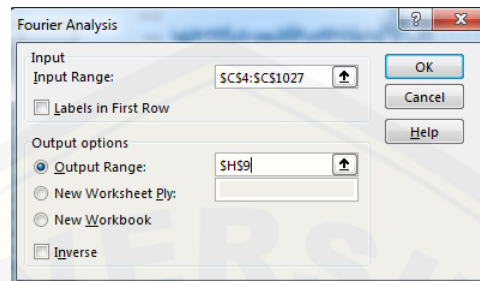 Fourier Analysis
?
X
Input
Input Range:
$C$4:$C$1027
Labels in First Row
OK
Cancel
Help
Output options
Output Range:
$H$9
New Worksheet Ply:
New Workbook
Inverse
ERS